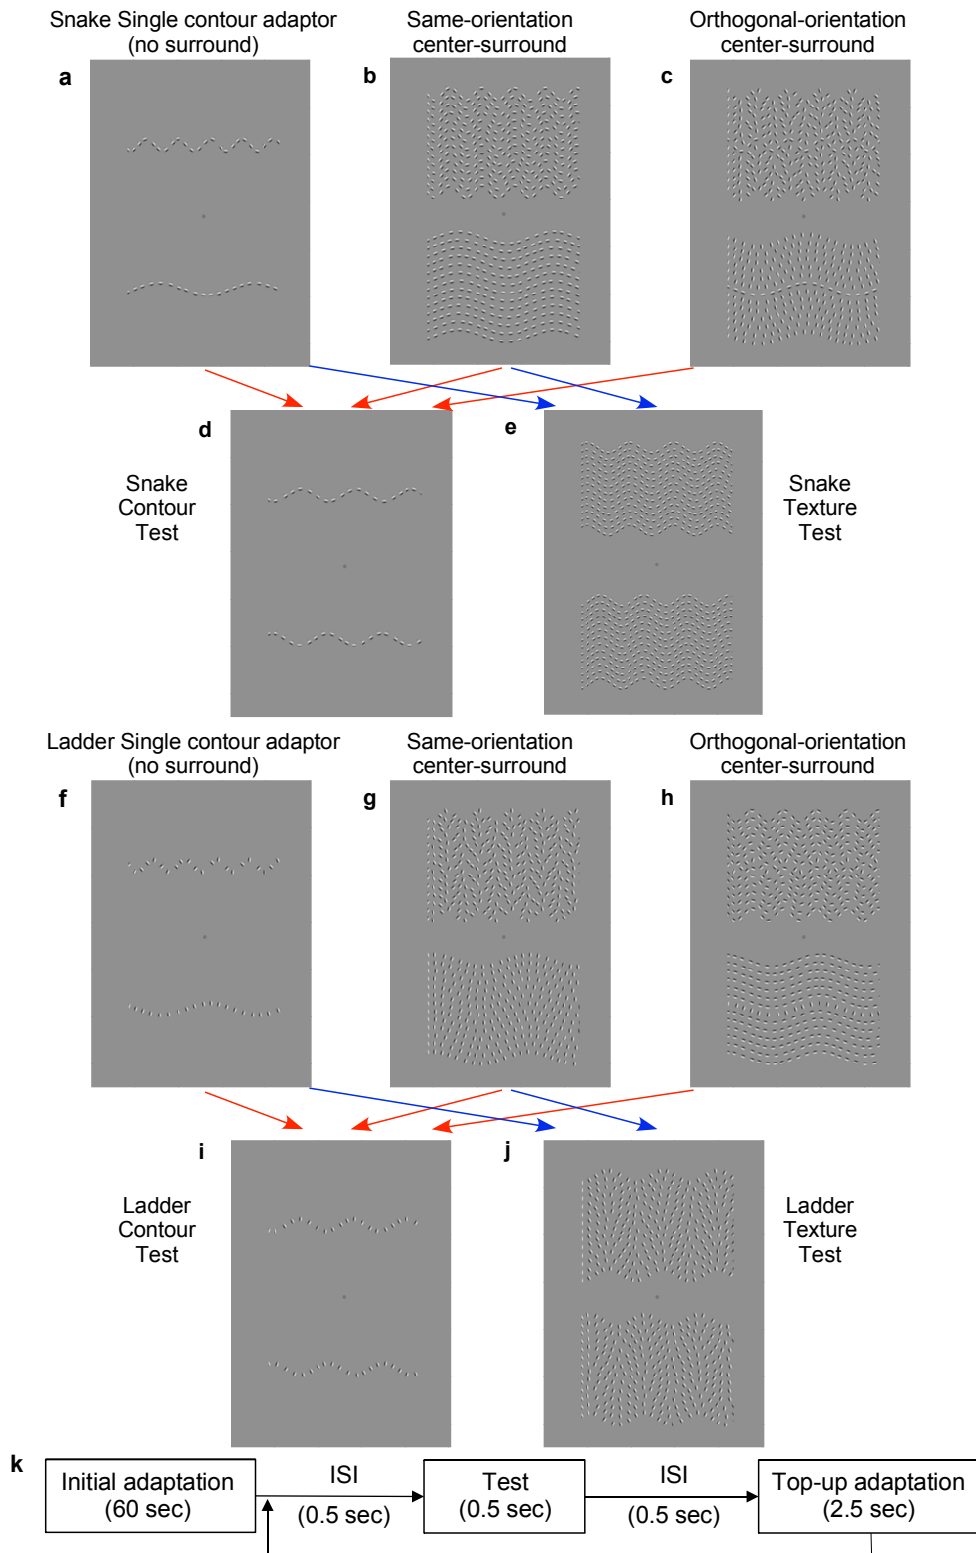 Snake Single contour adaptor
(no surround)
Same-orientation
center-surround
Orthogonal-orientation
center-surround
a
b
c
d
e
Snake
Contour
Test
Snake
Texture
Test
Ladder Single contour adaptor
(no surround)
Same-orientation
center-surround
Orthogonal-orientation
center-surround
f
g
h
i
j
Ladder
Contour
Test
Ladder
Texture
Test
k
Initial adaptation
(60 sec)
ISI
(0.5 sec)
Test
(0.5 sec)
ISI
(0.5 sec)
Top-up adaptation
(2.5 sec)